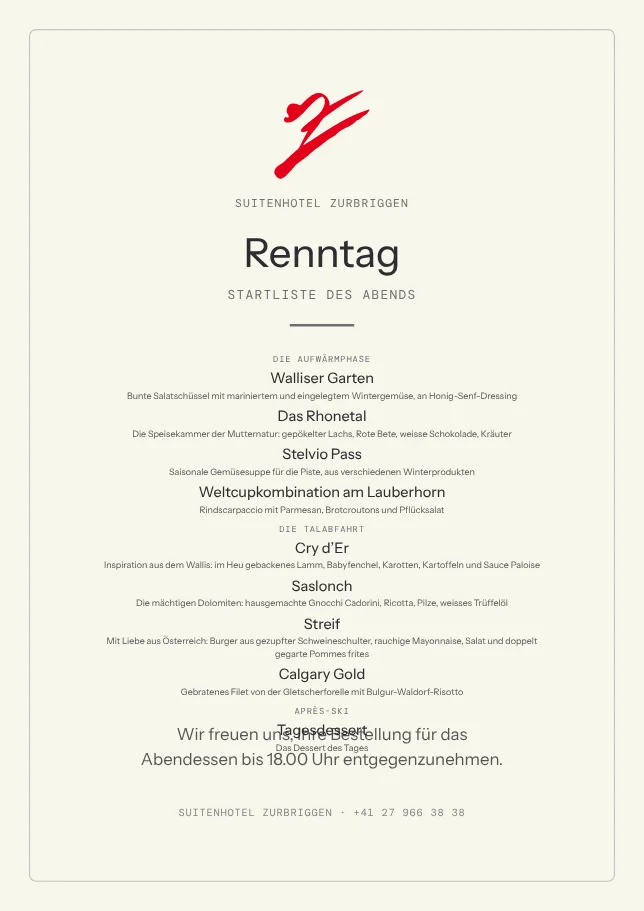 SUITENHOTEL ZURBRIGGEN
Renntag
STARTLISTE DES ABENDS
DIE AUFWÄRMPHASE
Walliser Garten
Bunte Salatschüssel mit mariniertem und eingelegtem Wintergemüse, an Honig-Senf-Dressing
Das Rhonetal
Die Speisekammer der Mutternatur: gepökelter Lachs, Rote Bete, weisse Schokolade, Kräuter
Stelvio Pass
Saisonale Gemüsesuppe für die Piste, aus verschiedenen Winterprodukten
Weltcupkombination am Lauberhorn
Rindscarpaccio mit Parmesan, Brotcroutons und Pflücksalat
DIE TALABFAHRT
Cry d'Er
Inspiration aus dem Wallis: im Heu gebackenes Lamm, Babyfenchel, Karotten, Kartoffeln und Sauce Paloise
Saslonch
Die mächtigen Dolomiten: hausgemachte Gnocchi Cadorini, Ricotta, Pilze, weisses Trüffelöl
Streif
Mit Liebe aus Österreich: Burger aus gezupfter Schweineschulter, rauchige Mayonnaise, Salat und doppelt
gegarte Pommes frites
Calgary Gold
Gebratenes Filet von der Gletscherforelle mit Bulgur-Waldorf-Risotto
APRÈS-SKI
Tagesdessert
Wir freuen uns, Ihre Bestellung für das
Das Dessert des Tages
Abendessen bis 18.00 Uhr entgegenzunehmen.
SUITENHOTEL ZURBRIGGEN · +41 27 966 38 38